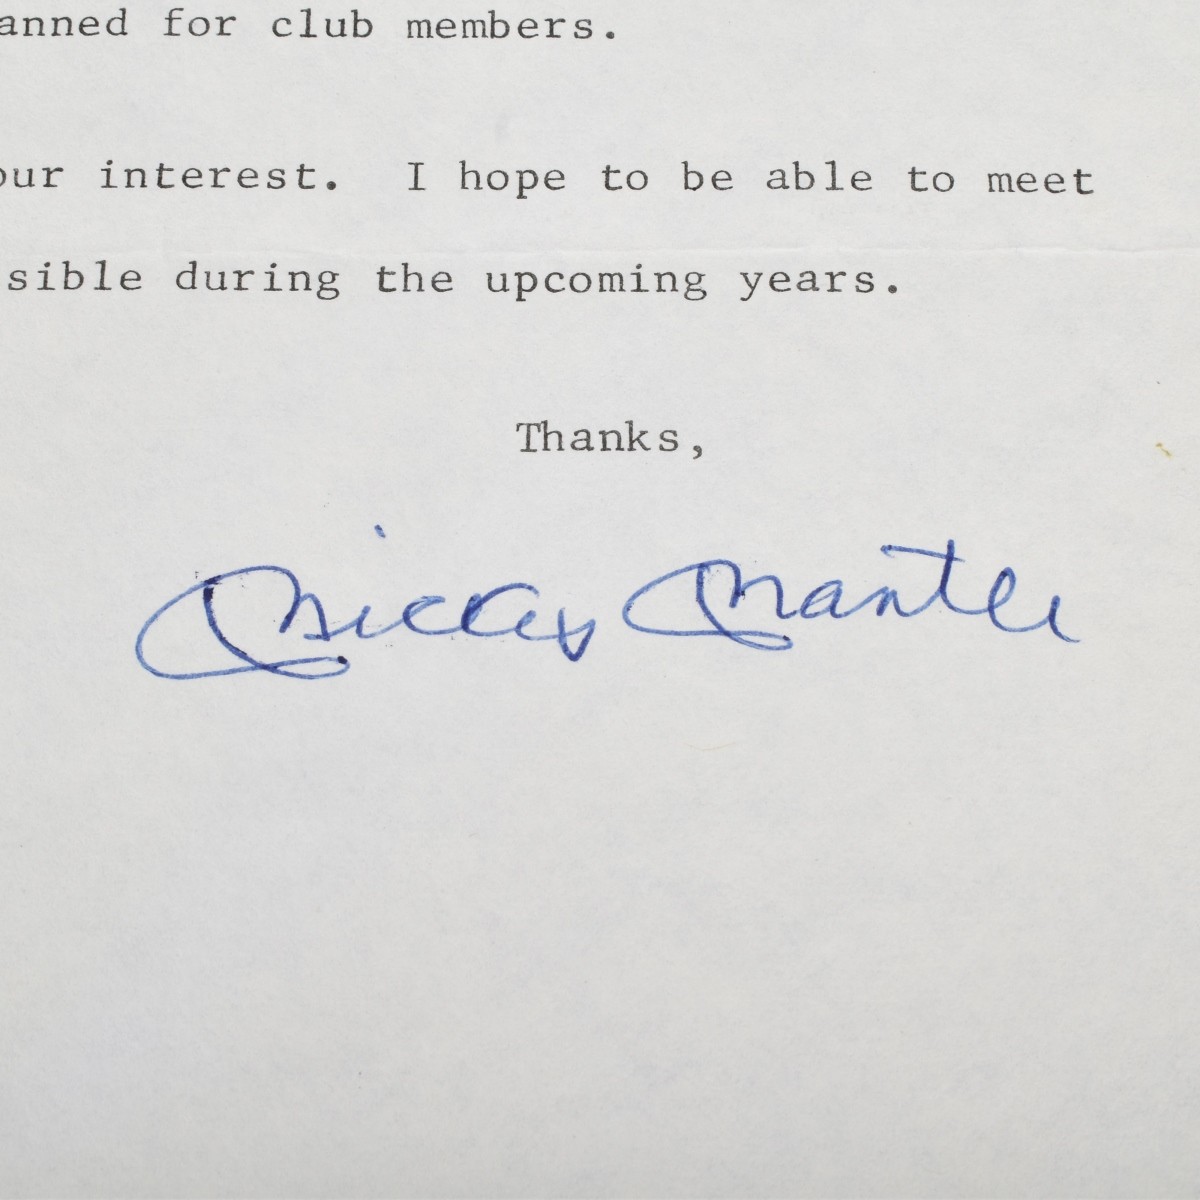 anned for club members.
our interest.  I hope to be able to meet
sible during the upcoming years.
Thanks,
Mickey Mantle